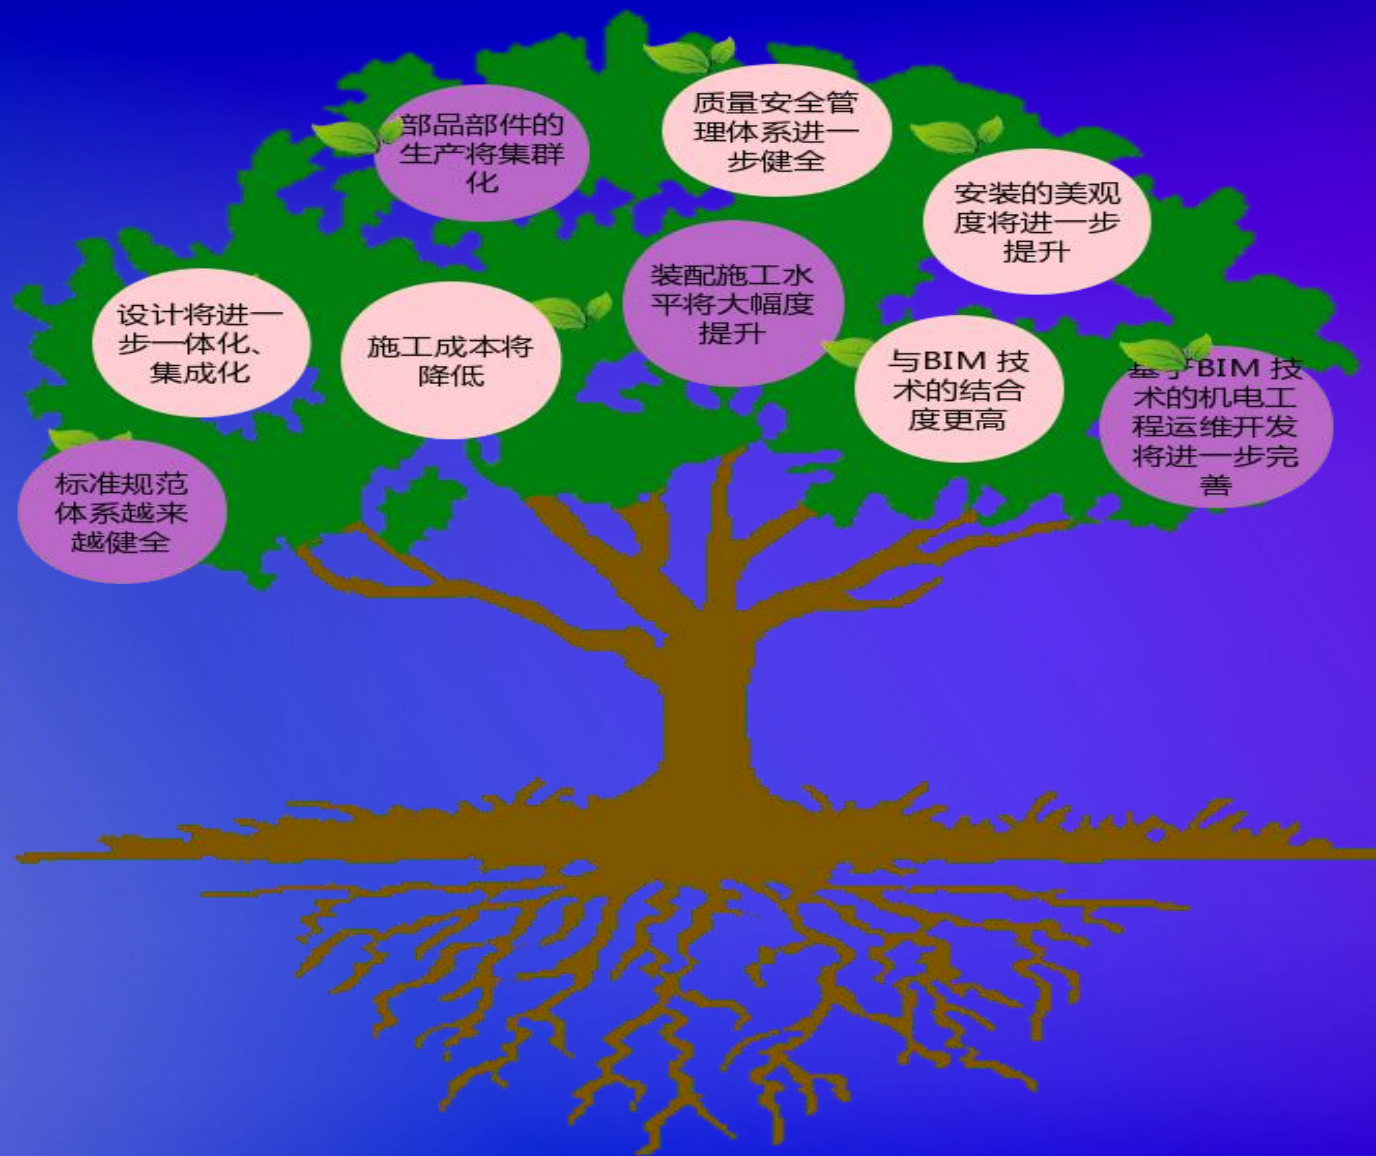 部品部件的
生产将集群
化
质量安全管
理体系进一
步健全
安装的美观
度将进一步
提升
设计将进一
步一体化、
集成化
施工成本将
降低
装配施工水
平将大幅度
提升
与BIM 技
术的结合
度更高
基于BIM 技
术的机电工
程运维开发
将进一步完
善
标准规范
体系越来
越健全